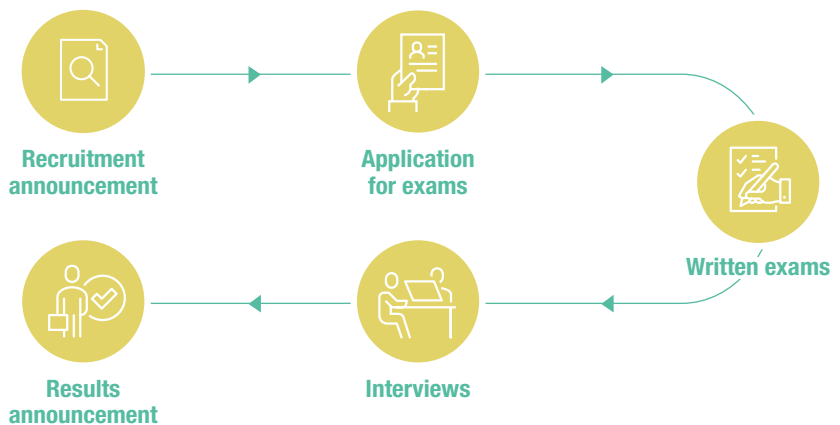 Recruitment
announcement
Application
for exams
Written exams
Interviews
Results
announcement